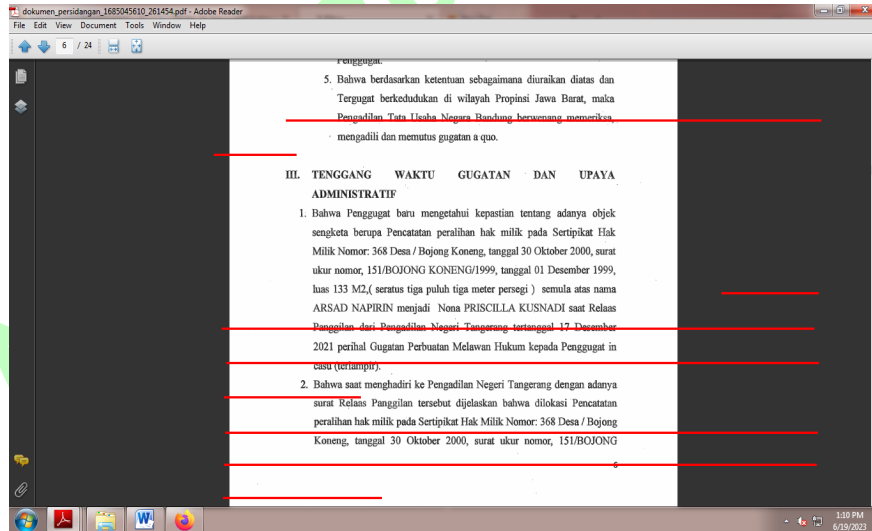 dokumen_persidangan_1685045610_261454.pdf - Adobe Reader
File Edit View Document Tools Window Help
6 / 24
Penggugat.
5. Bahwa berdasarkan ketentuan sebagaimana diuraikan diatas dan
Tergugat berkedudukan di wilayah Propinsi Jawa Barat, maka
Pengadilan Tata Usaha Negara Bandung berwenang memeriksa,
mengadili dan memutus gugatan a quo.
III. TENGGANG WAKTU GUGATAN DAN UPAYA
ADMINISTRATIF
1. Bahwa Penggugat baru mengetahui kepastian tentang adanya objek
sengketa berupa Pencatatan peralihan hak milik pada Sertipikat Hak
Milik Nomor: 368 Desa / Bojong Koneng, tanggal 30 Oktober 2000, surat
ukur nomor, 151/BOJONG KONENG/1999, tanggal 01 Desember 1999,
luas 133 M2,( seratus tiga puluh tiga meter persegi ) semula atas nama
ARSAD NAPIRIN menjadi Nona PRISCILLA KUSNADI saat Relaas
Panggilan dari Pengadilan Negeri Tangerang tertanggal 17 Desember
2021 perihal Gugatan Perbuatan Melawan Hukum kepada Penggugat in
casu (terlampir).
2. Bahwa saat menghadiri ke Pengadilan Negeri Tangerang dengan adanya
surat Relaas Panggilan tersebut dijelaskan bahwa dilokasi Pencatatan
peralihan hak milik pada Sertipikat Hak Milik Nomor: 368 Desa / Bojong
Koneng, tanggal 30 Oktober 2000, surat ukur nomor, 151/BOJONG
6
1:10 PM
6/19/2023